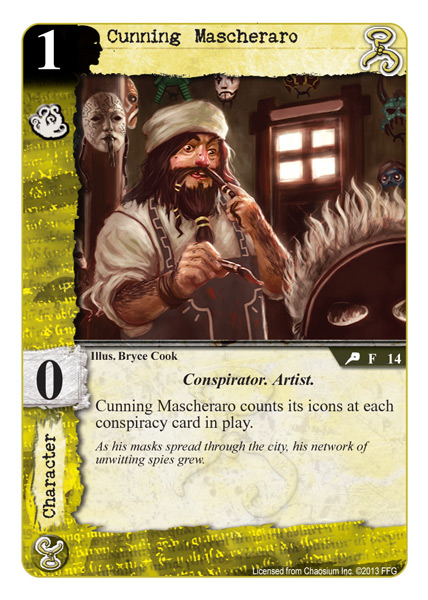 1
Cunning Mascheraro
Illus. Bryce Cook
F 14
0
Conspirator. Artist.
Cunning Mascheraro counts its icons at each
conspiracy card in play.
As his masks spread through the city, his network of
unwitting spies grew.
Character
Licensed from Chaosium Inc. ©2013 FFG